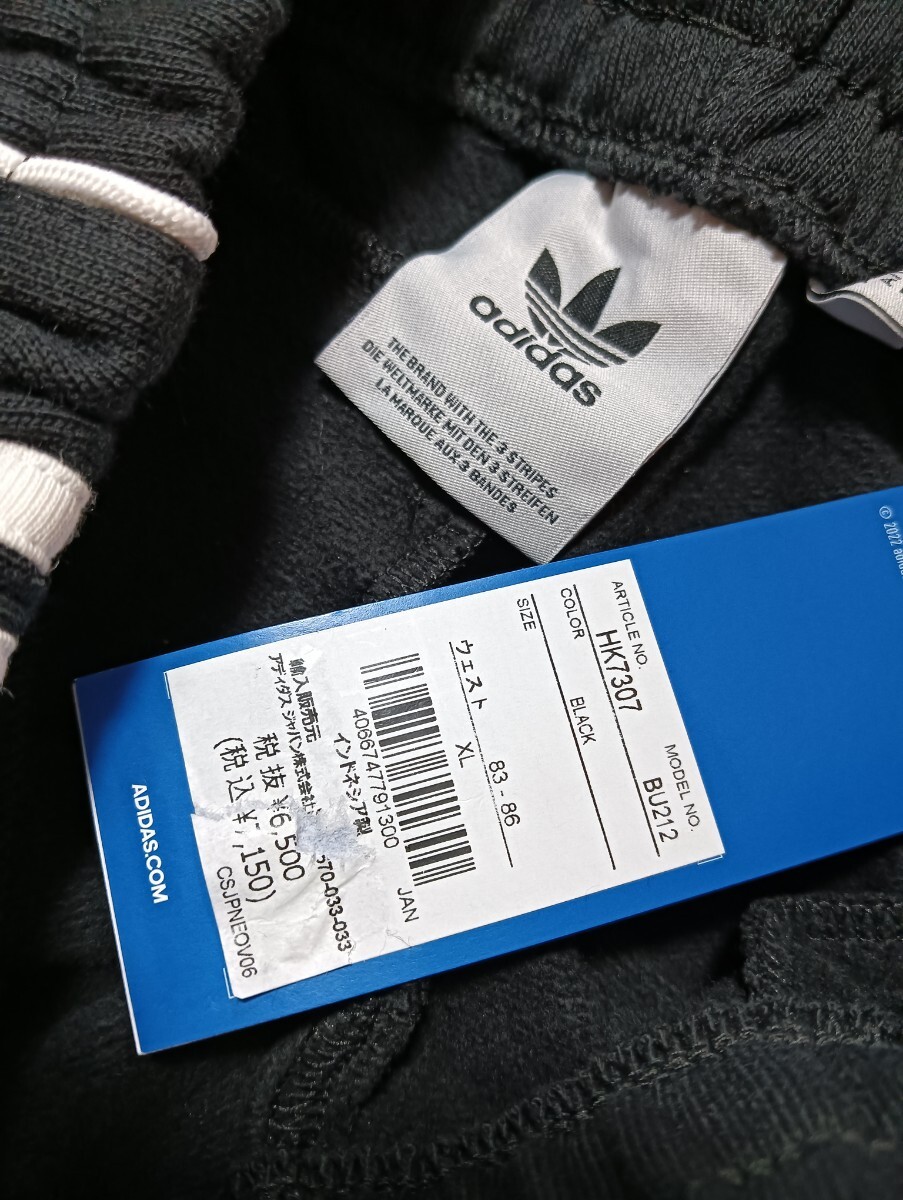 adidas
THE BRAND WITH THE 3 STRIPES
DIE WELTMARKE MIT DEN 3 STREIFEN
LA MARQUE AUX 3 BANDES
© 2022 adidas
ARTICLE NO. MODEL NO.
HK7307 BU212
COLOR
BLACK
SIZE
ウェスト 83 - 86
XL
4066747791300 JAN
インドネシア製
輸入販売元
アディダス ジャパン株式会社
570-033-033
税抜 ¥6,500
(税込 ¥7,150)
CSJPNEOV06
ADIDAS.COM